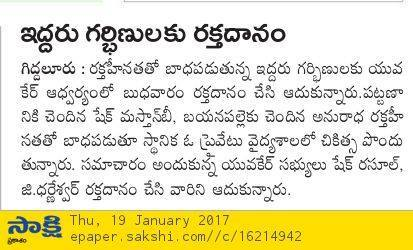 ఇద్దరు గర్భిణులకు రక్తదానం
గిద్దలూరు : రక్తహీనతతో బాధపడుతున్న ఇద్దరు గర్భిణులకు యువ
కేర్ ఆధ్వర్యంలో బుధవారం రక్తదానం చేసి ఆదుకున్నారు.పట్టణా
నికి చెందిన షేక్ మస్తాన్‌బీ, బయనపల్లెకు చెందిన అనురాధ రక్తహీ
నతతో బాధపడుతూ స్థానిక ఓ ప్రైవేటు వైద్యశాలలో చికిత్స పొందు
తున్నారు. సమాచారం అందుకున్న యువకేర్ సభ్యులు షేక్ రసూల్,
జి.ధర్ణేశ్వర్ రక్తదానం చేసి వారిని ఆదుకున్నారు.
సాక్షి
ప్రకాశం
Thu, 19 January 2017
epaper.sakshi.com//c/16214942